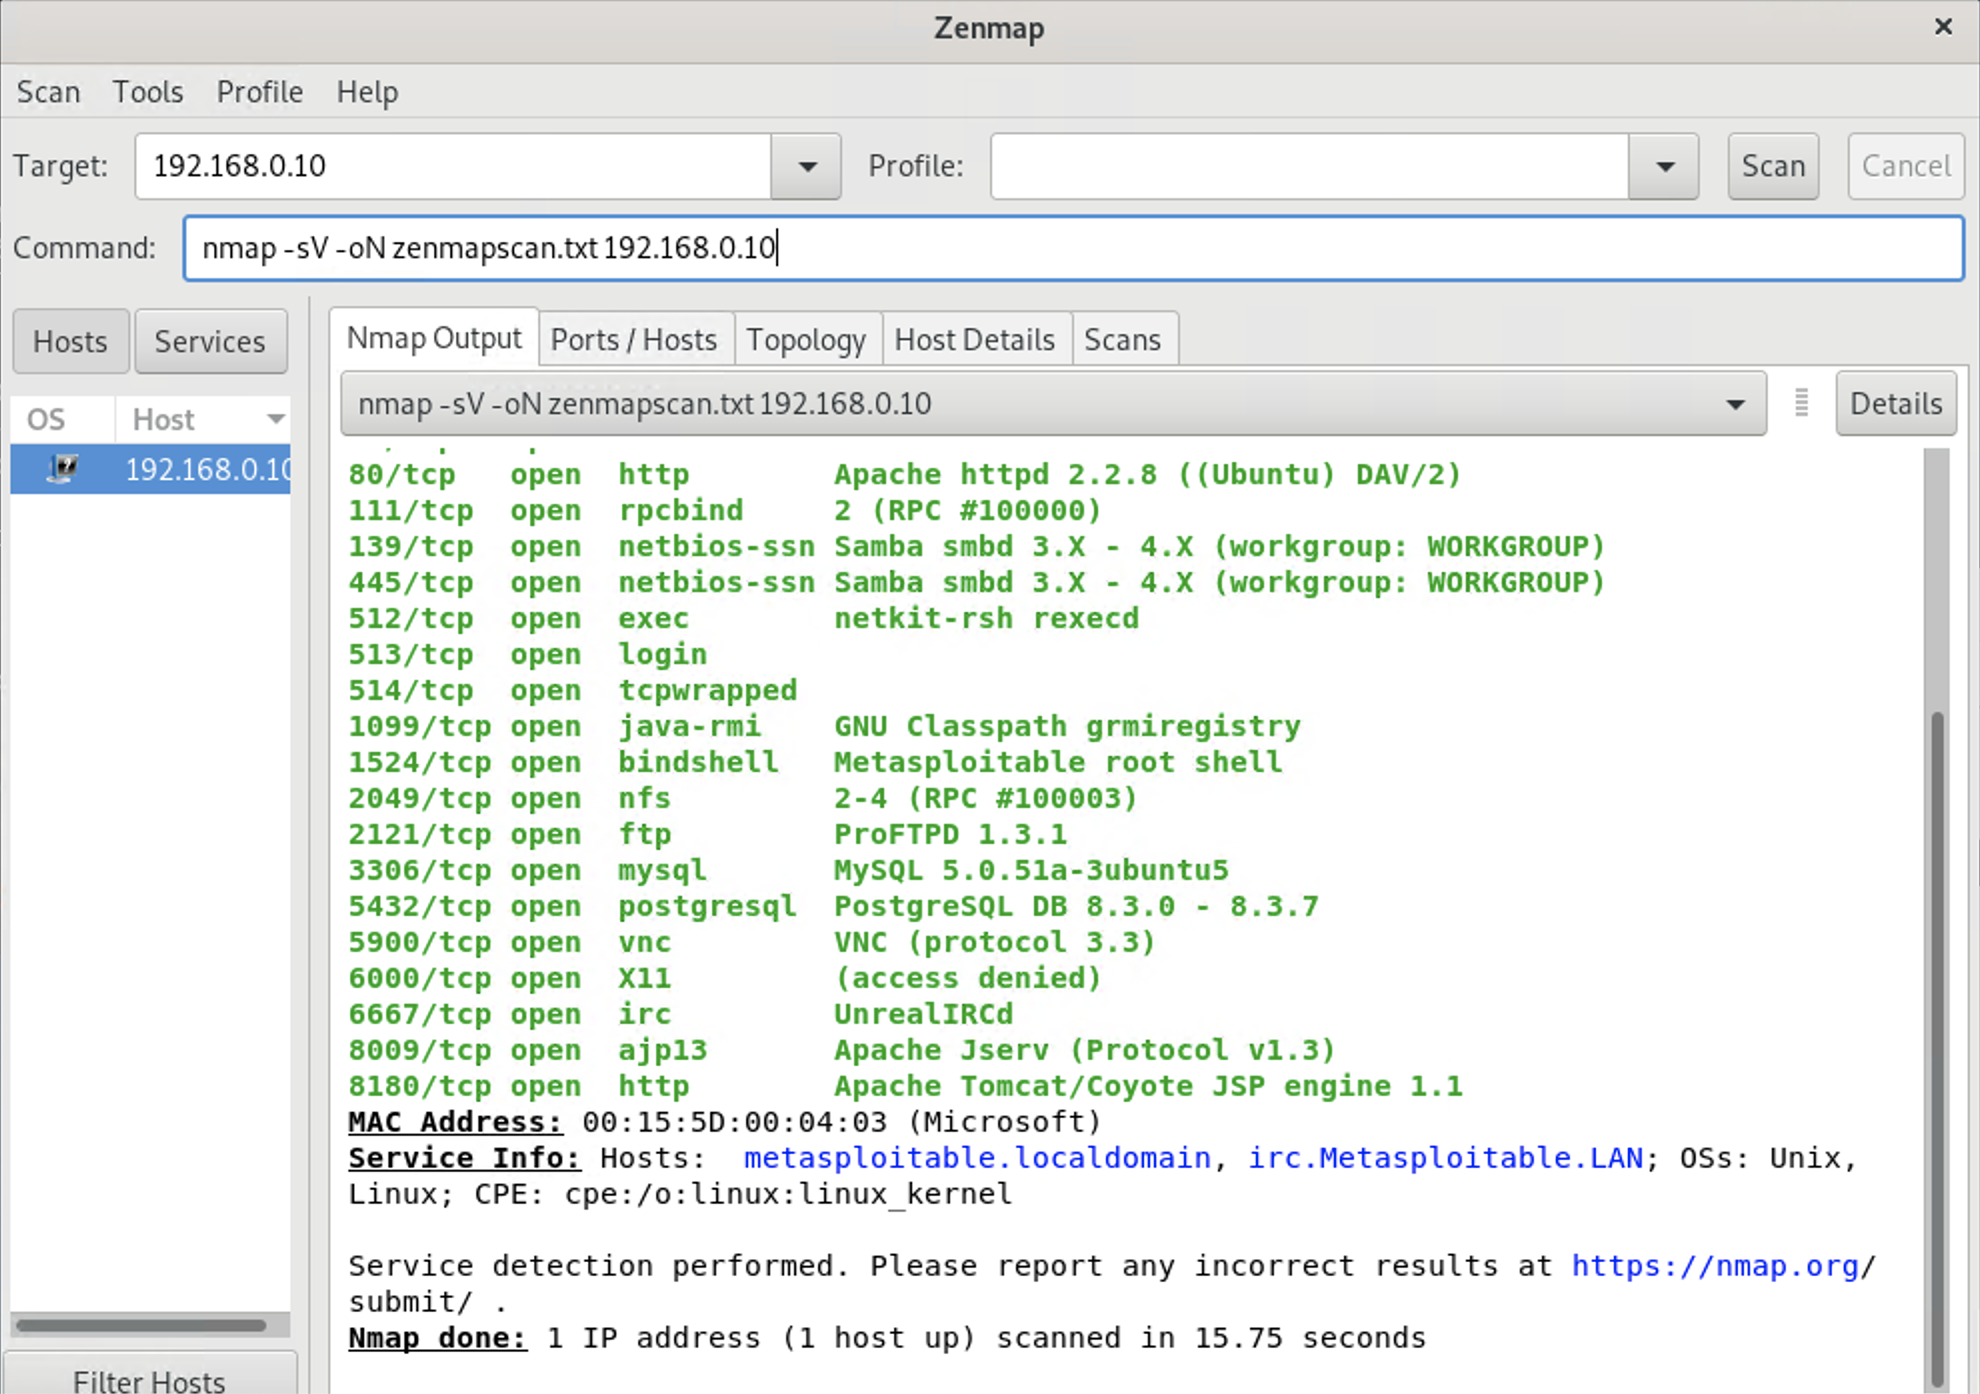 Zenmap ×
Scan Tools Profile Help
Target: 192.168.0.10 Profile: Scan Cancel
Command: nmap -sV -oN zenmapscan.txt 192.168.0.10
Hosts Services
Nmap Output Ports / Hosts Topology Host Details Scans
nmap -sV -oN zenmapscan.txt 192.168.0.10 Details
OS Host
192.168.0.10
80/tcp open http Apache httpd 2.2.8 ((Ubuntu) DAV/2)
111/tcp open rpcbind 2 (RPC #100000)
139/tcp open netbios-ssn Samba smbd 3.X - 4.X (workgroup: WORKGROUP)
445/tcp open netbios-ssn Samba smbd 3.X - 4.X (workgroup: WORKGROUP)
512/tcp open exec netkit-rsh rexecd
513/tcp open login
514/tcp open tcpwrapped
1099/tcp open java-rmi GNU Classpath grmiregistry
1524/tcp open bindshell Metasploitable root shell
2049/tcp open nfs 2-4 (RPC #100003)
2121/tcp open ftp ProFTPD 1.3.1
3306/tcp open mysql MySQL 5.0.51a-3ubuntu5
5432/tcp open postgresql PostgreSQL DB 8.3.0 - 8.3.7
5900/tcp open vnc VNC (protocol 3.3)
6000/tcp open X11 (access denied)
6667/tcp open irc UnrealIRCd
8009/tcp open ajp13 Apache Jserv (Protocol v1.3)
8180/tcp open http Apache Tomcat/Coyote JSP engine 1.1
MAC Address: 00:15:5D:00:04:03 (Microsoft)
Service Info: Hosts:  metasploitable.localdomain, irc.Metasploitable.LAN; OSs: Unix,
Linux; CPE: cpe:/o:linux:linux_kernel
Service detection performed. Please report any incorrect results at https://nmap.org/
submit/ .
Nmap done: 1 IP address (1 host up) scanned in 15.75 seconds
Filter Hosts